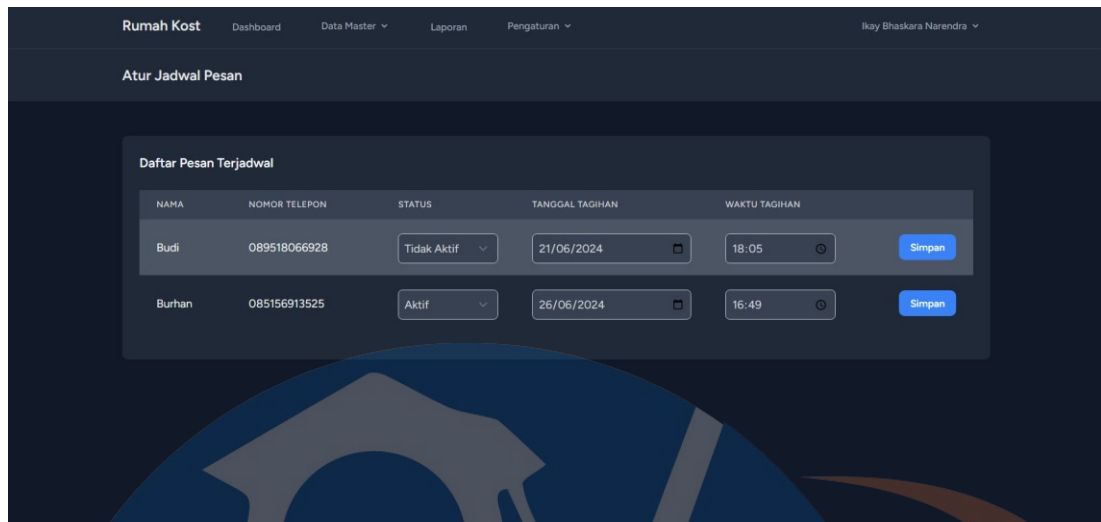 Rumah Kost Dashboard Data Master Laporan Pengaturan Ikay Bhaskara Narendra
Atur Jadwal Pesan
Daftar Pesan Terjadwal
NAMA NOMOR TELEPON STATUS TANGGAL TAGIHAN WAKTU TAGIHAN
Budi 089518066928 Tidak Aktif 21/06/2024 18:05 Simpan
Burhan 085156913525 Aktif 26/06/2024 16:49 Simpan